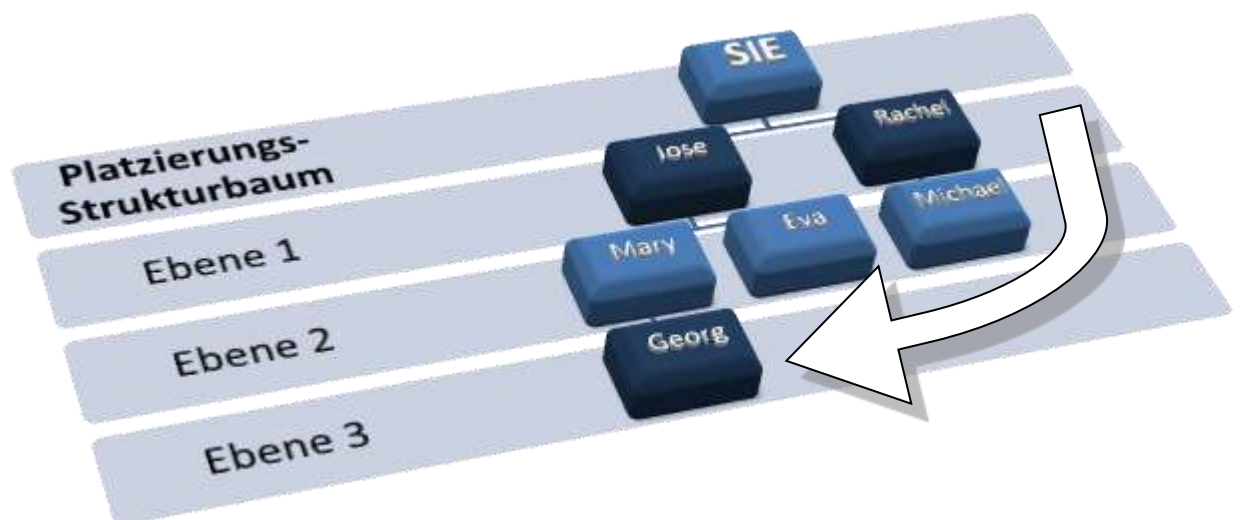 SIE
Platzierungs-
Strukturbaum
Jose
Rachel
Ebene 1
Mary
Eva
Michael
Ebene 2
Georg
Ebene 3